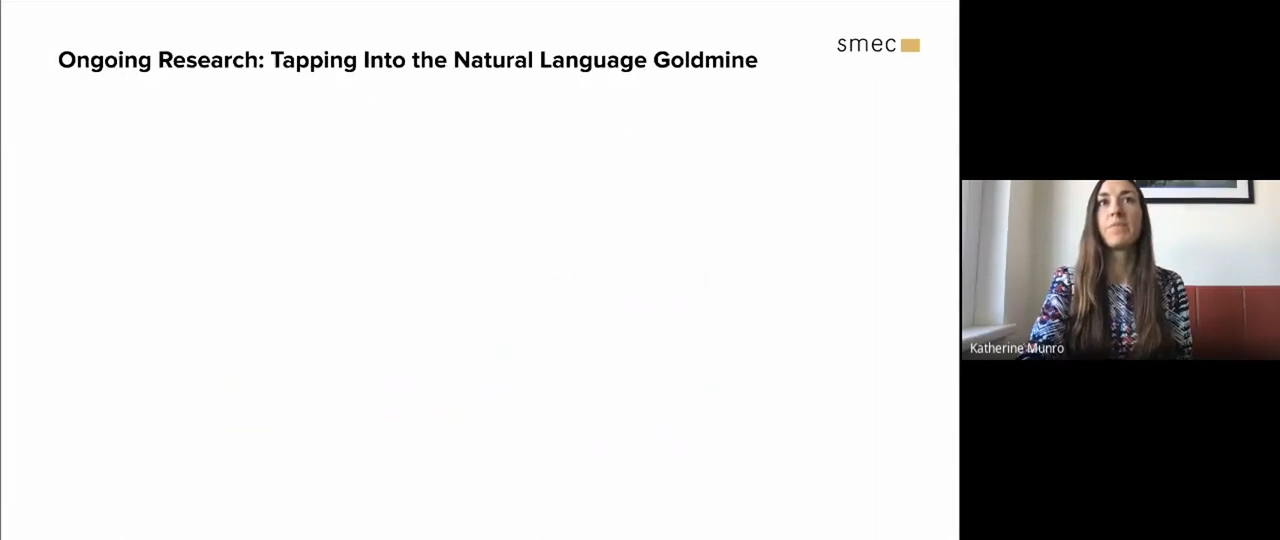 Ongoing Research: Tapping Into the Natural Language Goldmine
smec
Katherine Munro